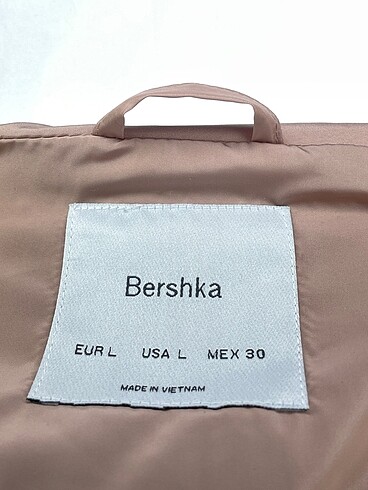 Bershka
EUR L USA L MEX 30
MADE IN VIETNAM